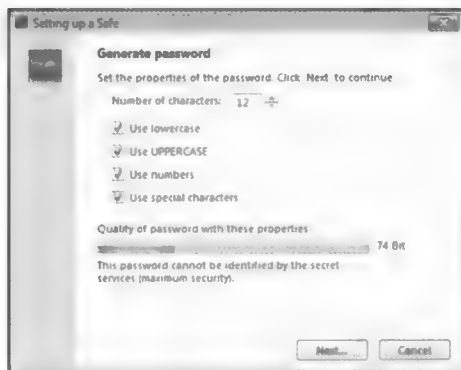 Setting up a Safe
Generate password
Set the properties of the password. Click Next to continue
Number of characters: 12
Use lowercase
Use UPPERCASE
Use numbers
Use special characters
Quality of password with these properties
74 Bit
This password cannot be identified by the secret
services (maximum security).
Next...
Cancel